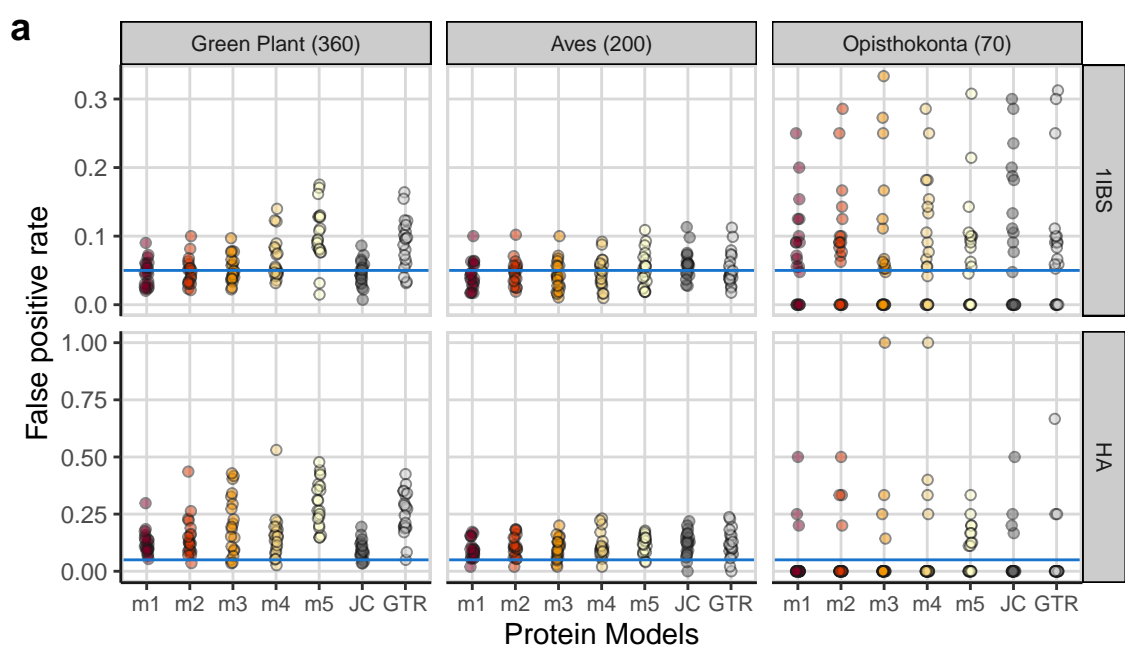 a
Green Plant (360) Aves (200) Opisthokonta (70)
False positive rate
0.3
0.2
0.1
0.0
1IBS
1.00
0.75
0.50
0.25
0.00
HA
m1 m2 m3 m4 m5 JC GTR m1 m2 m3 m4 m5 JC GTR m1 m2 m3 m4 m5 JC GTR
Protein Models